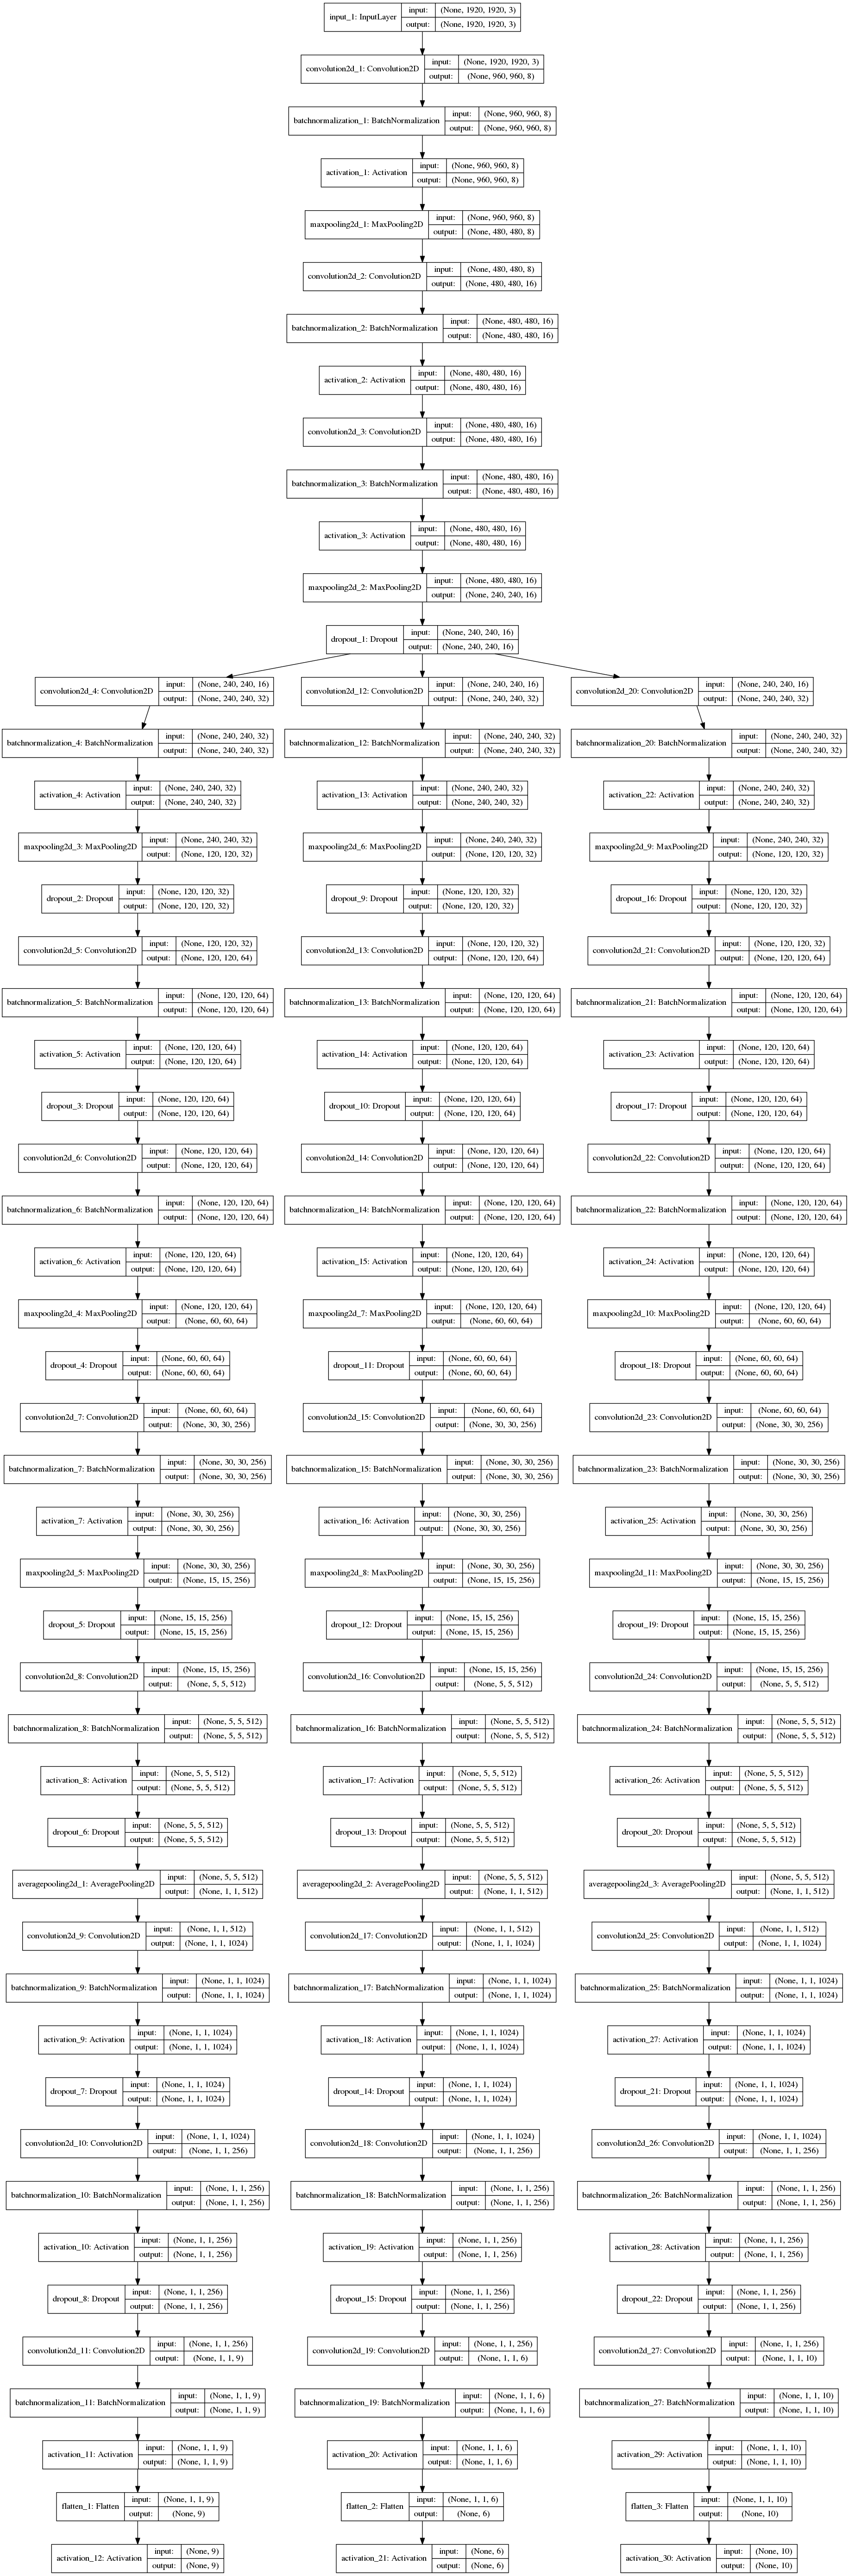 input_1: InputLayer
input: (None, 1920, 1920, 3)
output: (None, 1920, 1920, 3)
convolution2d_1: Convolution2D
input: (None, 1920, 1920, 3)
output: (None, 960, 960, 8)
batchnormalization_1: BatchNormalization
input: (None, 960, 960, 8)
output: (None, 960, 960, 8)
activation_1: Activation
input: (None, 960, 960, 8)
output: (None, 960, 960, 8)
maxpooling2d_1: MaxPooling2D
input: (None, 960, 960, 8)
output: (None, 480, 480, 8)
convolution2d_2: Convolution2D
input: (None, 480, 480, 8)
output: (None, 480, 480, 16)
batchnormalization_2: BatchNormalization
input: (None, 480, 480, 16)
output: (None, 480, 480, 16)
activation_2: Activation
input: (None, 480, 480, 16)
output: (None, 480, 480, 16)
convolution2d_3: Convolution2D
input: (None, 480, 480, 16)
output: (None, 480, 480, 16)
batchnormalization_3: BatchNormalization
input: (None, 480, 480, 16)
output: (None, 480, 480, 16)
activation_3: Activation
input: (None, 480, 480, 16)
output: (None, 480, 480, 16)
maxpooling2d_2: MaxPooling2D
input: (None, 480, 480, 16)
output: (None, 240, 240, 16)
dropout_1: Dropout
input: (None, 240, 240, 16)
output: (None, 240, 240, 16)
convolution2d_4: Convolution2D
input: (None, 240, 240, 16)
output: (None, 240, 240, 32)
batchnormalization_4: BatchNormalization
input: (None, 240, 240, 32)
output: (None, 240, 240, 32)
activation_4: Activation
input: (None, 240, 240, 32)
output: (None, 240, 240, 32)
maxpooling2d_3: MaxPooling2D
input: (None, 240, 240, 32)
output: (None, 120, 120, 32)
dropout_2: Dropout
input: (None, 120, 120, 32)
output: (None, 120, 120, 32)
convolution2d_5: Convolution2D
input: (None, 120, 120, 32)
output: (None, 120, 120, 64)
batchnormalization_5: BatchNormalization
input: (None, 120, 120, 64)
output: (None, 120, 120, 64)
activation_5: Activation
input: (None, 120, 120, 64)
output: (None, 120, 120, 64)
dropout_3: Dropout
input: (None, 120, 120, 64)
output: (None, 120, 120, 64)
convolution2d_6: Convolution2D
input: (None, 120, 120, 64)
output: (None, 120, 120, 64)
batchnormalization_6: BatchNormalization
input: (None, 120, 120, 64)
output: (None, 120, 120, 64)
activation_6: Activation
input: (None, 120, 120, 64)
output: (None, 120, 120, 64)
maxpooling2d_4: MaxPooling2D
input: (None, 120, 120, 64)
output: (None, 60, 60, 64)
dropout_4: Dropout
input: (None, 60, 60, 64)
output: (None, 60, 60, 64)
convolution2d_7: Convolution2D
input: (None, 60, 60, 64)
output: (None, 30, 30, 256)
batchnormalization_7: BatchNormalization
input: (None, 30, 30, 256)
output: (None, 30, 30, 256)
activation_7: Activation
input: (None, 30, 30, 256)
output: (None, 30, 30, 256)
maxpooling2d_5: MaxPooling2D
input: (None, 30, 30, 256)
output: (None, 15, 15, 256)
dropout_5: Dropout
input: (None, 15, 15, 256)
output: (None, 15, 15, 256)
convolution2d_8: Convolution2D
input: (None, 15, 15, 256)
output: (None, 5, 5, 512)
batchnormalization_8: BatchNormalization
input: (None, 5, 5, 512)
output: (None, 5, 5, 512)
activation_8: Activation
input: (None, 5, 5, 512)
output: (None, 5, 5, 512)
dropout_6: Dropout
input: (None, 5, 5, 512)
output: (None, 5, 5, 512)
averagepooling2d_1: AveragePooling2D
input: (None, 5, 5, 512)
output: (None, 1, 1, 512)
convolution2d_9: Convolution2D
input: (None, 1, 1, 512)
output: (None, 1, 1, 1024)
batchnormalization_9: BatchNormalization
input: (None, 1, 1, 1024)
output: (None, 1, 1, 1024)
activation_9: Activation
input: (None, 1, 1, 1024)
output: (None, 1, 1, 1024)
dropout_7: Dropout
input: (None, 1, 1, 1024)
output: (None, 1, 1, 1024)
convolution2d_10: Convolution2D
input: (None, 1, 1, 1024)
output: (None, 1, 1, 256)
batchnormalization_10: BatchNormalization
input: (None, 1, 1, 256)
output: (None, 1, 1, 256)
activation_10: Activation
input: (None, 1, 1, 256)
output: (None, 1, 1, 256)
dropout_8: Dropout
input: (None, 1, 1, 256)
output: (None, 1, 1, 256)
convolution2d_11: Convolution2D
input: (None, 1, 1, 256)
output: (None, 1, 1, 9)
batchnormalization_11: BatchNormalization
input: (None, 1, 1, 9)
output: (None, 1, 1, 9)
activation_11: Activation
input: (None, 1, 1, 9)
output: (None, 1, 1, 9)
flatten_1: Flatten
input: (None, 1, 1, 9)
output: (None, 9)
activation_12: Activation
input: (None, 9)
output: (None, 9)
convolution2d_12: Convolution2D
input: (None, 240, 240, 16)
output: (None, 240, 240, 32)
batchnormalization_12: BatchNormalization
input: (None, 240, 240, 32)
output: (None, 240, 240, 32)
activation_13: Activation
input: (None, 240, 240, 32)
output: (None, 240, 240, 32)
maxpooling2d_6: MaxPooling2D
input: (None, 240, 240, 32)
output: (None, 120, 120, 32)
dropout_9: Dropout
input: (None, 120, 120, 32)
output: (None, 120, 120, 32)
convolution2d_13: Convolution2D
input: (None, 120, 120, 32)
output: (None, 120, 120, 64)
batchnormalization_13: BatchNormalization
input: (None, 120, 120, 64)
output: (None, 120, 120, 64)
activation_14: Activation
input: (None, 120, 120, 64)
output: (None, 120, 120, 64)
dropout_10: Dropout
input: (None, 120, 120, 64)
output: (None, 120, 120, 64)
convolution2d_14: Convolution2D
input: (None, 120, 120, 64)
output: (None, 120, 120, 64)
batchnormalization_14: BatchNormalization
input: (None, 120, 120, 64)
output: (None, 120, 120, 64)
activation_15: Activation
input: (None, 120, 120, 64)
output: (None, 120, 120, 64)
maxpooling2d_7: MaxPooling2D
input: (None, 120, 120, 64)
output: (None, 60, 60, 64)
dropout_11: Dropout
input: (None, 60, 60, 64)
output: (None, 60, 60, 64)
convolution2d_15: Convolution2D
input: (None, 60, 60, 64)
output: (None, 30, 30, 256)
batchnormalization_15: BatchNormalization
input: (None, 30, 30, 256)
output: (None, 30, 30, 256)
activation_16: Activation
input: (None, 30, 30, 256)
output: (None, 30, 30, 256)
maxpooling2d_8: MaxPooling2D
input: (None, 30, 30, 256)
output: (None, 15, 15, 256)
dropout_12: Dropout
input: (None, 15, 15, 256)
output: (None, 15, 15, 256)
convolution2d_16: Convolution2D
input: (None, 15, 15, 256)
output: (None, 5, 5, 512)
batchnormalization_16: BatchNormalization
input: (None, 5, 5, 512)
output: (None, 5, 5, 512)
activation_17: Activation
input: (None, 5, 5, 512)
output: (None, 5, 5, 512)
dropout_13: Dropout
input: (None, 5, 5, 512)
output: (None, 5, 5, 512)
averagepooling2d_2: AveragePooling2D
input: (None, 5, 5, 512)
output: (None, 1, 1, 512)
convolution2d_17: Convolution2D
input: (None, 1, 1, 512)
output: (None, 1, 1, 1024)
batchnormalization_17: BatchNormalization
input: (None, 1, 1, 1024)
output: (None, 1, 1, 1024)
activation_18: Activation
input: (None, 1, 1, 1024)
output: (None, 1, 1, 1024)
dropout_14: Dropout
input: (None, 1, 1, 1024)
output: (None, 1, 1, 1024)
convolution2d_18: Convolution2D
input: (None, 1, 1, 1024)
output: (None, 1, 1, 256)
batchnormalization_18: BatchNormalization
input: (None, 1, 1, 256)
output: (None, 1, 1, 256)
activation_19: Activation
input: (None, 1, 1, 256)
output: (None, 1, 1, 256)
dropout_15: Dropout
input: (None, 1, 1, 256)
output: (None, 1, 1, 256)
convolution2d_19: Convolution2D
input: (None, 1, 1, 256)
output: (None, 1, 1, 6)
batchnormalization_19: BatchNormalization
input: (None, 1, 1, 6)
output: (None, 1, 1, 6)
activation_20: Activation
input: (None, 1, 1, 6)
output: (None, 1, 1, 6)
flatten_2: Flatten
input: (None, 1, 1, 6)
output: (None, 6)
activation_21: Activation
input: (None, 6)
output: (None, 6)
convolution2d_20: Convolution2D
input: (None, 240, 240, 16)
output: (None, 240, 240, 32)
batchnormalization_20: BatchNormalization
input: (None, 240, 240, 32)
output: (None, 240, 240, 32)
activation_22: Activation
input: (None, 240, 240, 32)
output: (None, 240, 240, 32)
maxpooling2d_9: MaxPooling2D
input: (None, 240, 240, 32)
output: (None, 120, 120, 32)
dropout_16: Dropout
input: (None, 120, 120, 32)
output: (None, 120, 120, 32)
convolution2d_21: Convolution2D
input: (None, 120, 120, 32)
output: (None, 120, 120, 64)
batchnormalization_21: BatchNormalization
input: (None, 120, 120, 64)
output: (None, 120, 120, 64)
activation_23: Activation
input: (None, 120, 120, 64)
output: (None, 120, 120, 64)
dropout_17: Dropout
input: (None, 120, 120, 64)
output: (None, 120, 120, 64)
convolution2d_22: Convolution2D
input: (None, 120, 120, 64)
output: (None, 120, 120, 64)
batchnormalization_22: BatchNormalization
input: (None, 120, 120, 64)
output: (None, 120, 120, 64)
activation_24: Activation
input: (None, 120, 120, 64)
output: (None, 120, 120, 64)
maxpooling2d_10: MaxPooling2D
input: (None, 120, 120, 64)
output: (None, 60, 60, 64)
dropout_18: Dropout
input: (None, 60, 60, 64)
output: (None, 60, 60, 64)
convolution2d_23: Convolution2D
input: (None, 60, 60, 64)
output: (None, 30, 30, 256)
batchnormalization_23: BatchNormalization
input: (None, 30, 30, 256)
output: (None, 30, 30, 256)
activation_25: Activation
input: (None, 30, 30, 256)
output: (None, 30, 30, 256)
maxpooling2d_11: MaxPooling2D
input: (None, 30, 30, 256)
output: (None, 15, 15, 256)
dropout_19: Dropout
input: (None, 15, 15, 256)
output: (None, 15, 15, 256)
convolution2d_24: Convolution2D
input: (None, 15, 15, 256)
output: (None, 5, 5, 512)
batchnormalization_24: BatchNormalization
input: (None, 5, 5, 512)
output: (None, 5, 5, 512)
activation_26: Activation
input: (None, 5, 5, 512)
output: (None, 5, 5, 512)
dropout_20: Dropout
input: (None, 5, 5, 512)
output: (None, 5, 5, 512)
averagepooling2d_3: AveragePooling2D
input: (None, 5, 5, 512)
output: (None, 1, 1, 512)
convolution2d_25: Convolution2D
input: (None, 1, 1, 512)
output: (None, 1, 1, 1024)
batchnormalization_25: BatchNormalization
input: (None, 1, 1, 1024)
output: (None, 1, 1, 1024)
activation_27: Activation
input: (None, 1, 1, 1024)
output: (None, 1, 1, 1024)
dropout_21: Dropout
input: (None, 1, 1, 1024)
output: (None, 1, 1, 1024)
convolution2d_26: Convolution2D
input: (None, 1, 1, 1024)
output: (None, 1, 1, 256)
batchnormalization_26: BatchNormalization
input: (None, 1, 1, 256)
output: (None, 1, 1, 256)
activation_28: Activation
input: (None, 1, 1, 256)
output: (None, 1, 1, 256)
dropout_22: Dropout
input: (None, 1, 1, 256)
output: (None, 1, 1, 256)
convolution2d_27: Convolution2D
input: (None, 1, 1, 256)
output: (None, 1, 1, 10)
batchnormalization_27: BatchNormalization
input: (None, 1, 1, 10)
output: (None, 1, 1, 10)
activation_29: Activation
input: (None, 1, 1, 10)
output: (None, 1, 1, 10)
flatten_3: Flatten
input: (None, 1, 1, 10)
output: (None, 10)
activation_30: Activation
input: (None, 10)
output: (None, 10)